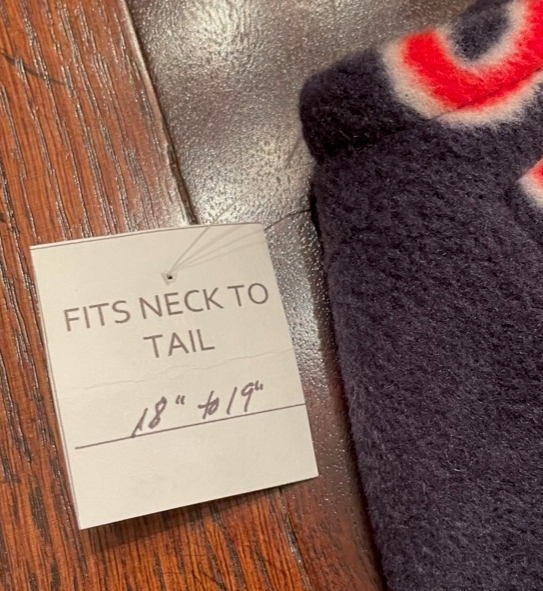 FITS NECK TO
TAIL
18" to 19"